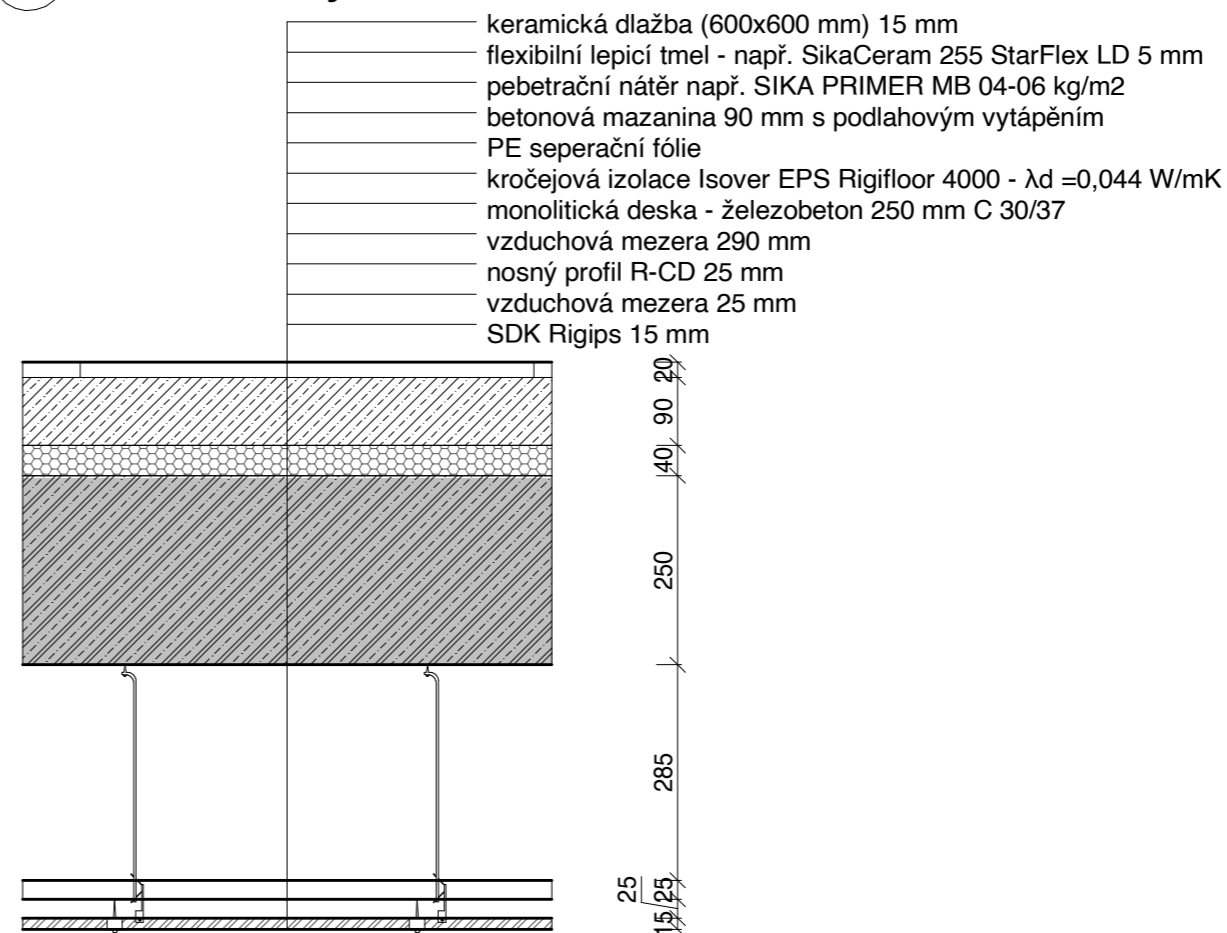 keramická dlažba (600x600 mm) 15 mm
flexibilní lepicí tmel - např. SikaCeram 255 StarFlex LD 5 mm
pebetrační nátěr např. SIKA PRIMER MB 04-06 kg/m2
betonová mazanina 90 mm s podlahovým vytápěním
PE seperační fólie
kročejová izolace Isover EPS Rigifloor 4000 - λd =0,044 W/mK
monolitická deska - železobeton 250 mm C 30/37
vzduchová mezera 290 mm
nosný profil R-CD 25 mm
vzduchová mezera 25 mm
SDK Rigips 15 mm
20
90
40
250
285
25
25
15